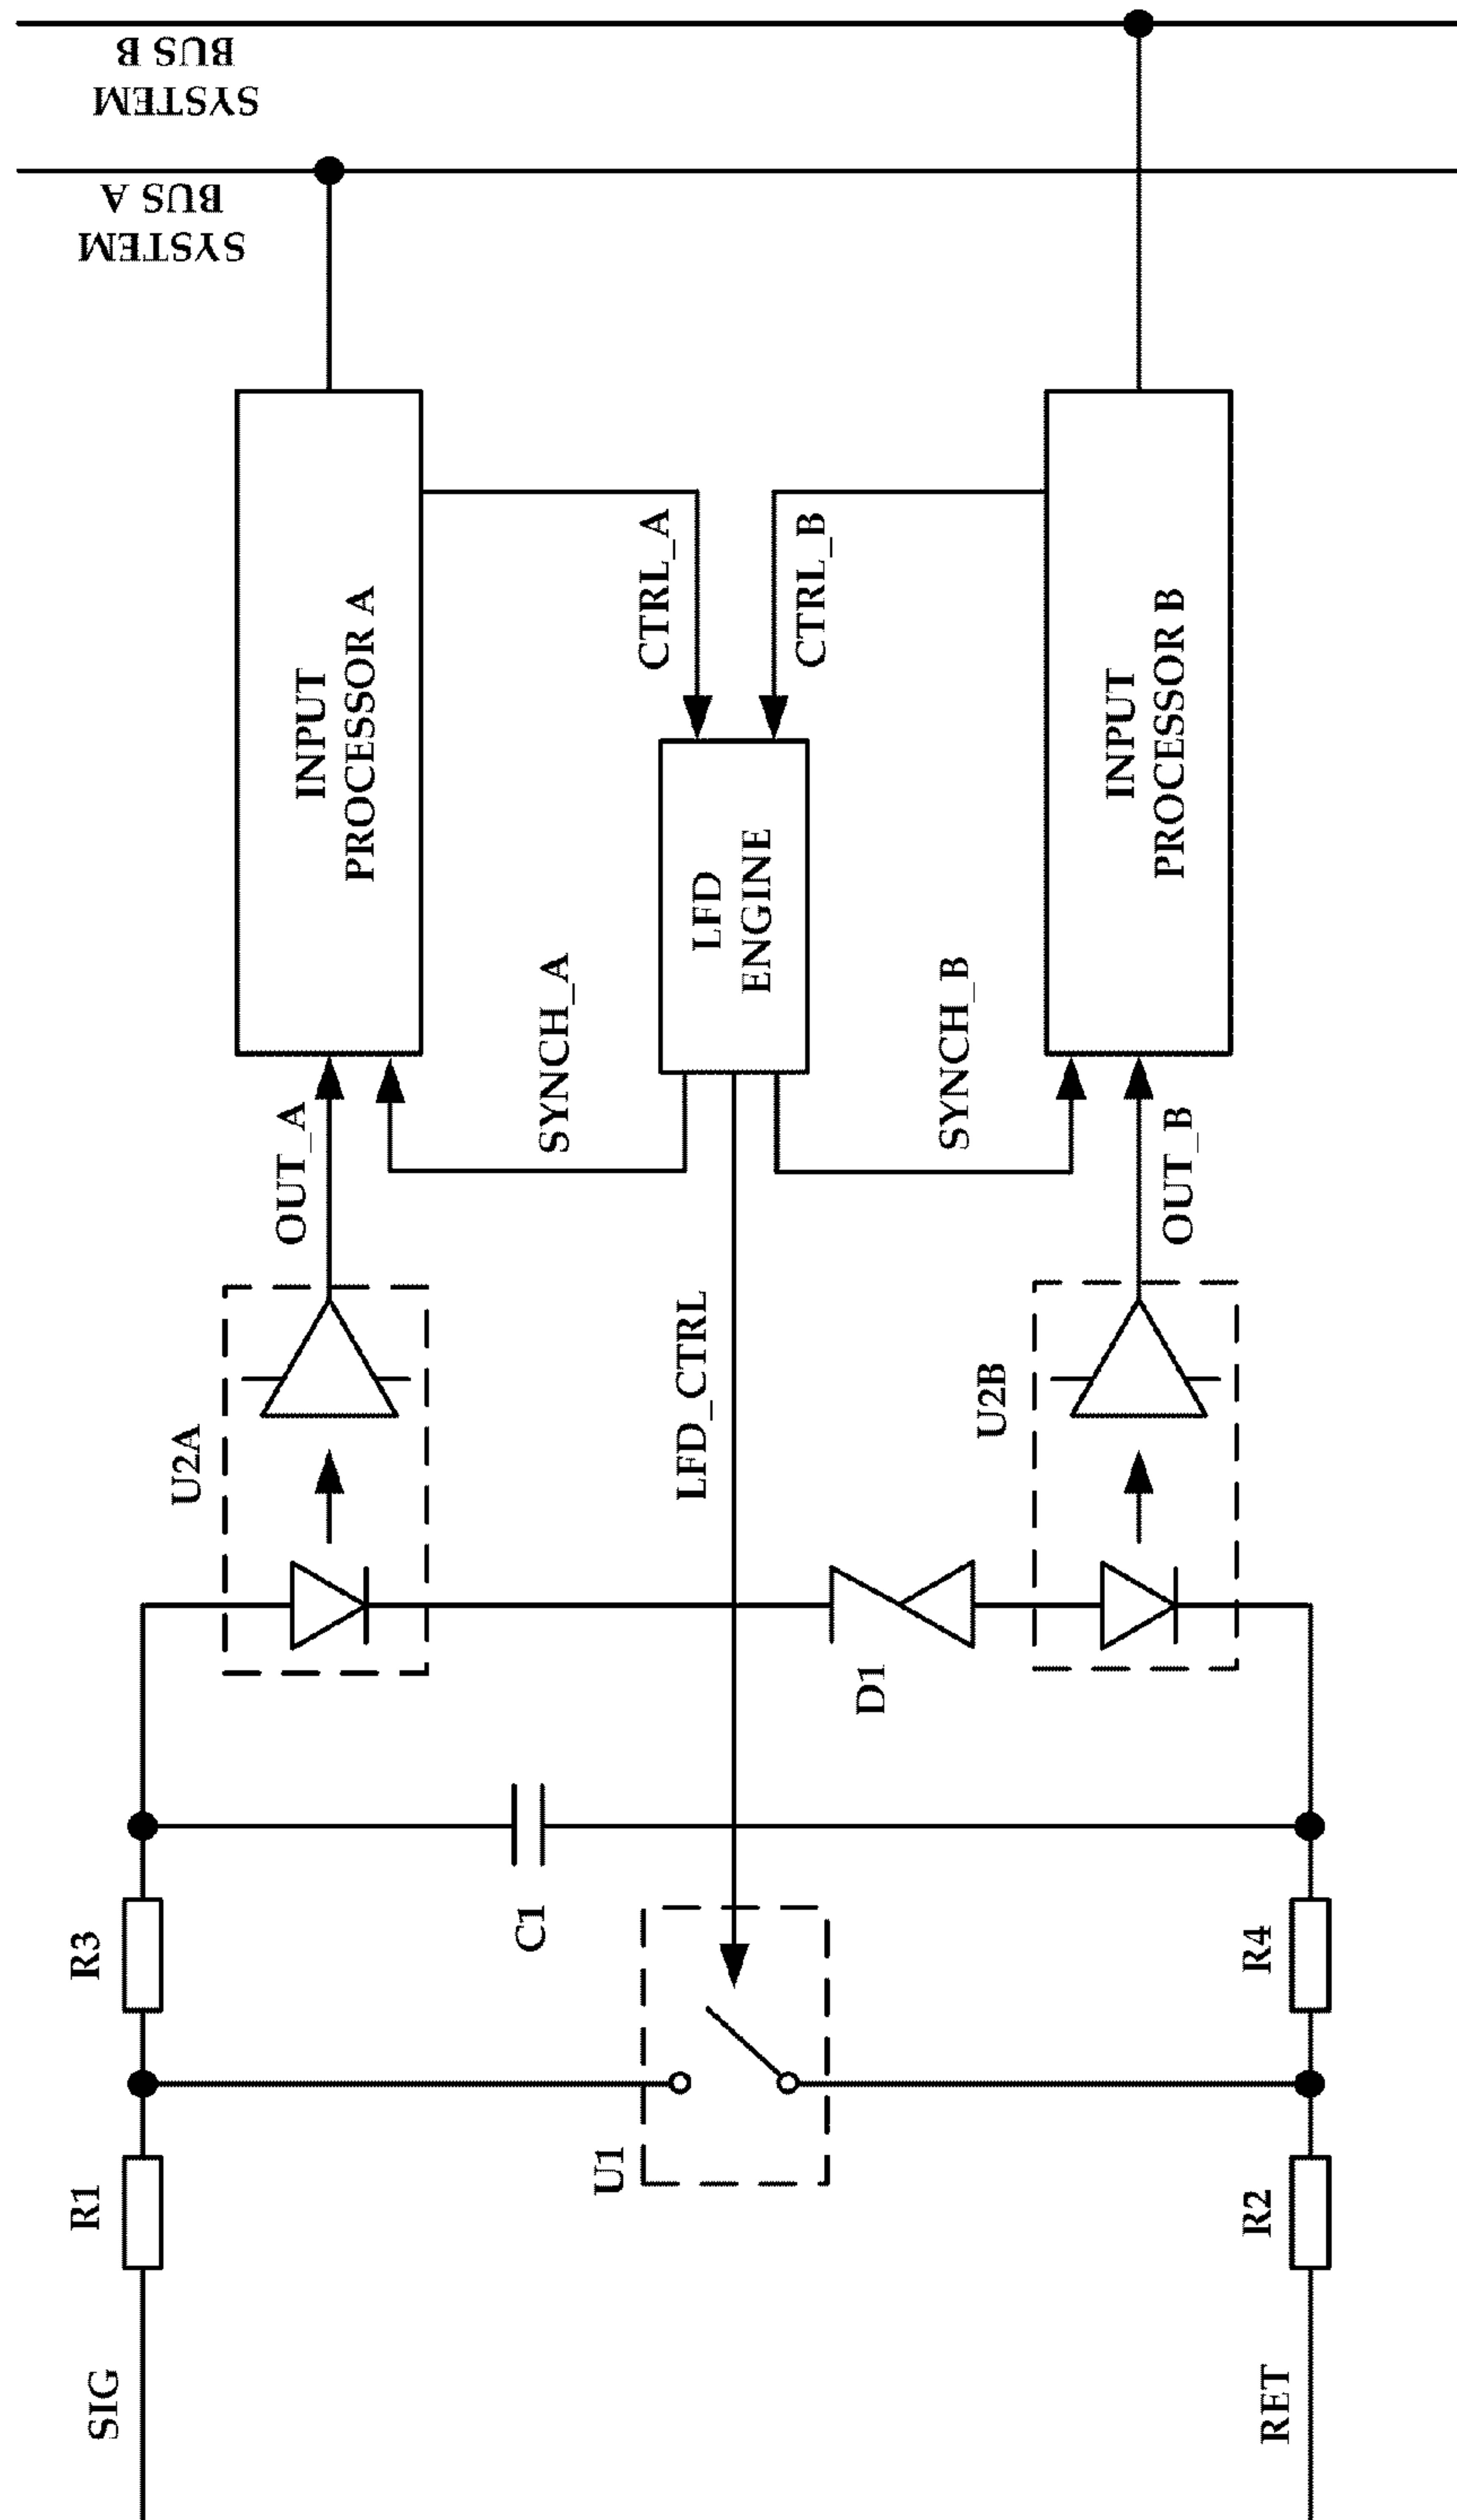 SIG
R1
R3
U2A
OUT_A
INPUT
PROCESSOR A
SYSTEM
BUS A
SYSTEM
BUS B
SYNCH_A
CTRL_A
C1
U1
LFD_CTRL
LFD
ENGINE
CTRL_B
D1
SYNCH_B
U2B
INPUT
PROCESSOR B
OUT_B
RET
R2
R4